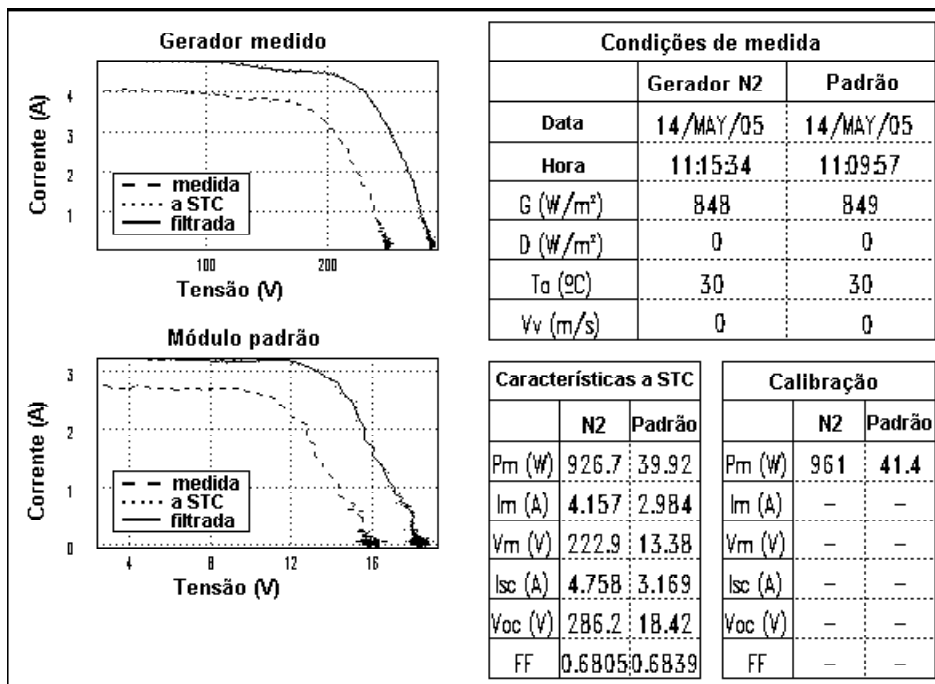 Gerador medido
Corrente (A)
4
3
2
1
medida
a STC
filtrada
100 200
Tensão (V)
Módulo padrão
Corrente (A)
3
2
1
0
medida
a STC
filtrada
4 8 12 16
Tensão (V)
Condições de medida
Gerador N2 Padrão
Data 14/MAY/05 14/MAY/05
Hora 11:15:34 11:09:57
G (W/m²) 848 849
D (W/m²) 0 0
Ta (ºC) 30 30
Vv (m/s) 0 0
Características a STC
N2 Padrão
Pm (W) 926.7 39.92
Im (A) 4.157 2.984
Vm (V) 222.9 13.38
Isc (A) 4.758 3.169
Voc (V) 286.2 18.42
FF 0.6805 0.6839
Calibração
N2 Padrão
Pm (W) 961 41.4
Im (A) – –
Vm (V) – –
Isc (A) – –
Voc (V) – –
FF – –